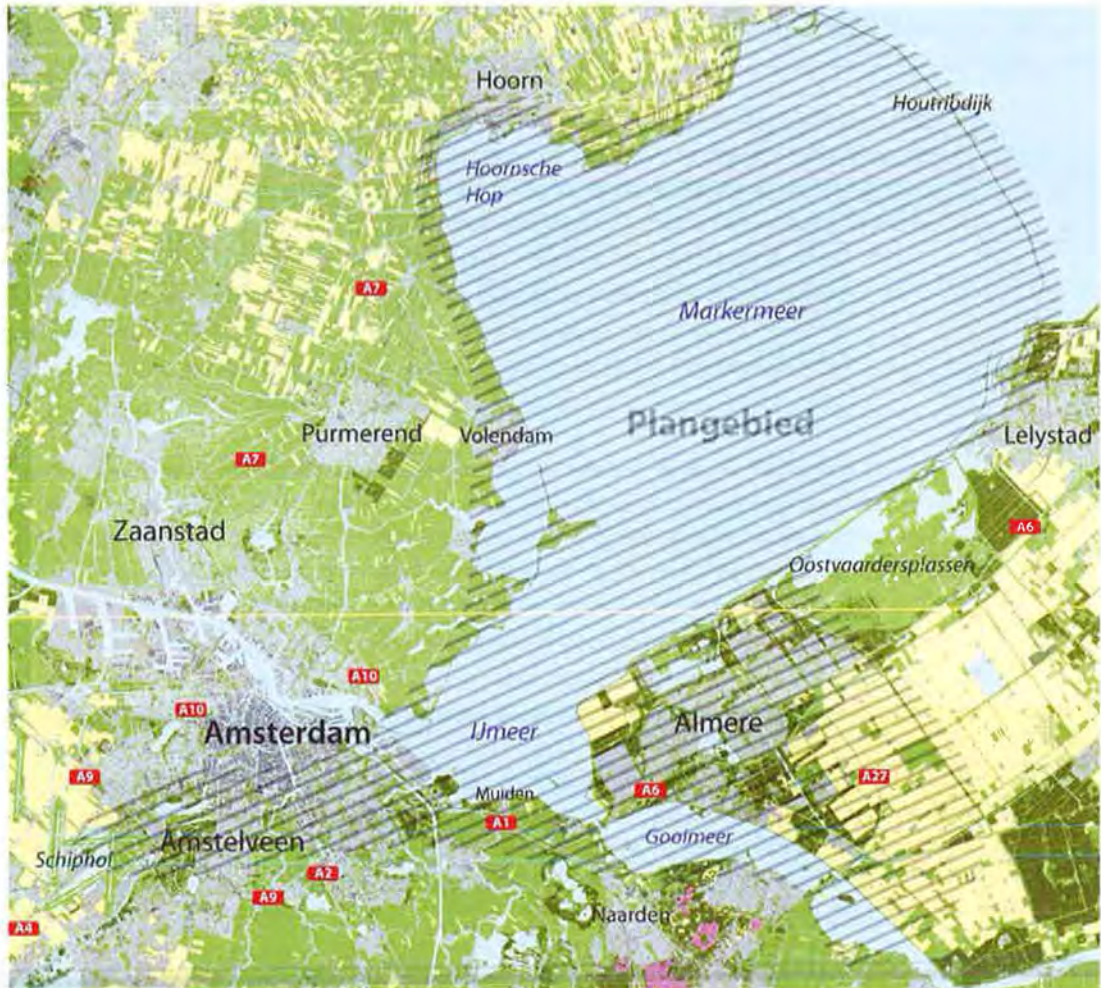 Hoorn
Houtribdijk
Hoornsche
Hop
A7
Markermeer
Plangebied
Purmerend
Volendam
Lelystad
A7
Zaanstad
A6
Oostvaardersplassen
A10
A10
Amsterdam
IJmeer
Almere
A9
A27
Muiden
A6
A1
Gooimeer
Amstelveen
Schiphol
A2
A9
Naarden
A4